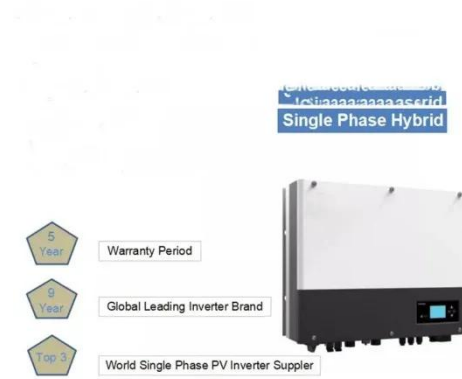 Single Phase Hybrid
5
Year
Warranty Period
9
Year
Global Leading Inverter Brand
Top 3
World Single Phase PV Inverter Suppler